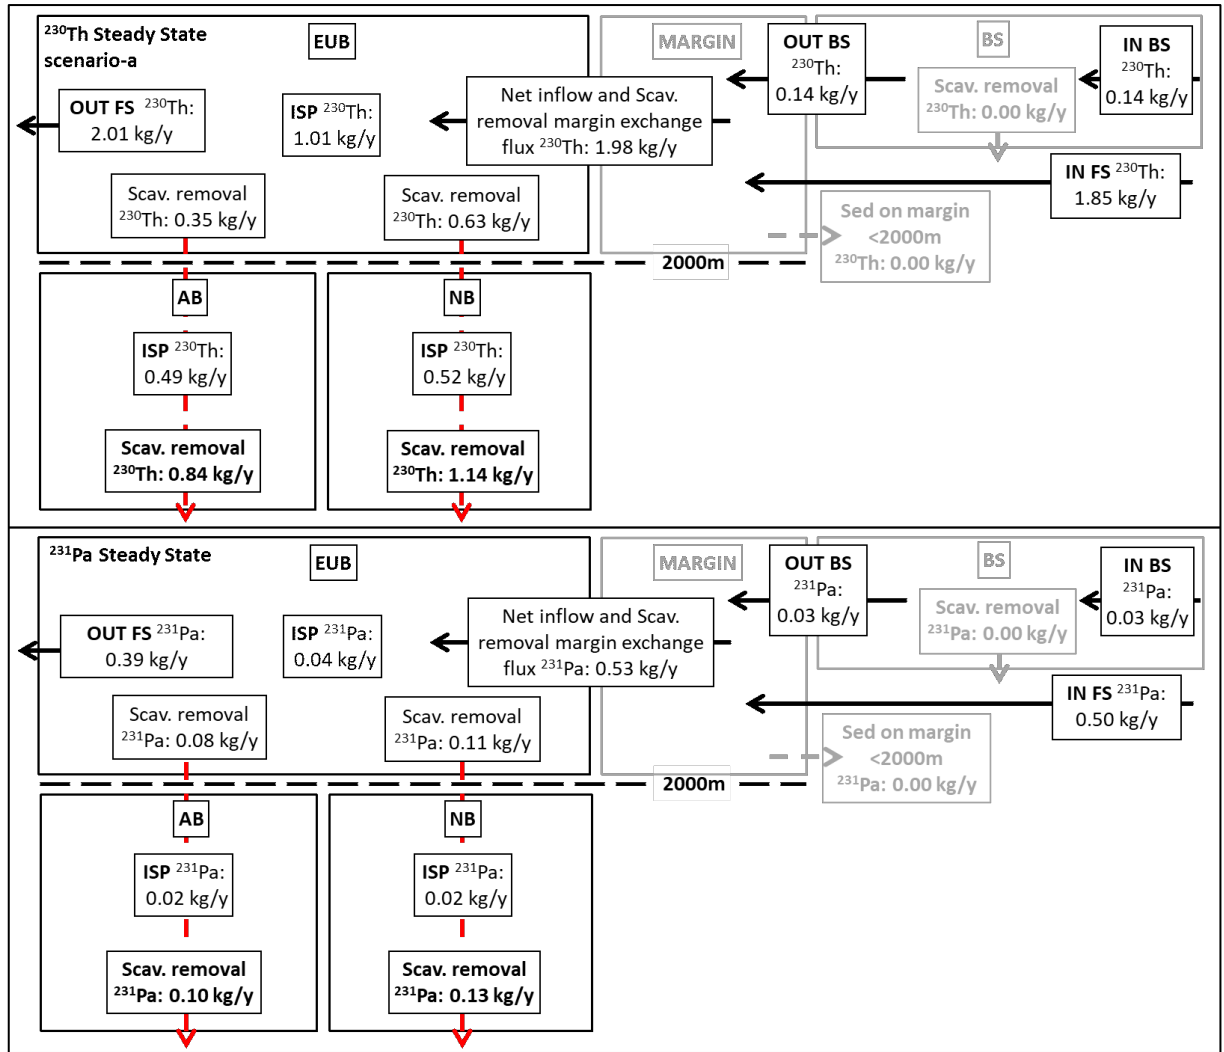 ²³⁰Th Steady State
scenario-a
EUB
MARGIN
BS
OUT BS
²³⁰Th:
0.14 kg/y
IN BS
²³⁰Th:
0.14 kg/y
Scav. removal
²³⁰Th: 0.00 kg/y
OUT FS ²³⁰Th:
2.01 kg/y
ISP ²³⁰Th:
1.01 kg/y
Net inflow and Scav.
removal margin exchange
flux ²³⁰Th: 1.98 kg/y
IN FS ²³⁰Th:
1.85 kg/y
Scav. removal
²³⁰Th: 0.35 kg/y
Scav. removal
²³⁰Th: 0.63 kg/y
Sed on margin
<2000m
²³⁰Th: 0.00 kg/y
2000m
AB
NB
ISP ²³⁰Th:
0.49 kg/y
ISP ²³⁰Th:
0.52 kg/y
Scav. removal
²³⁰Th: 0.84 kg/y
Scav. removal
²³⁰Th: 1.14 kg/y
²³¹Pa Steady State
EUB
MARGIN
BS
OUT BS
²³¹Pa:
0.03 kg/y
IN BS
²³¹Pa:
0.03 kg/y
Scav. removal
²³¹Pa: 0.00 kg/y
OUT FS ²³¹Pa:
0.39 kg/y
ISP ²³¹Pa:
0.04 kg/y
Net inflow and Scav.
removal margin exchange
flux ²³¹Pa: 0.53 kg/y
IN FS ²³¹Pa:
0.50 kg/y
Scav. removal
²³¹Pa: 0.08 kg/y
Scav. removal
²³¹Pa: 0.11 kg/y
Sed on margin
<2000m
²³¹Pa: 0.00 kg/y
2000m
AB
NB
ISP ²³¹Pa:
0.02 kg/y
ISP ²³¹Pa:
0.02 kg/y
Scav. removal
²³¹Pa: 0.10 kg/y
Scav. removal
²³¹Pa: 0.13 kg/y